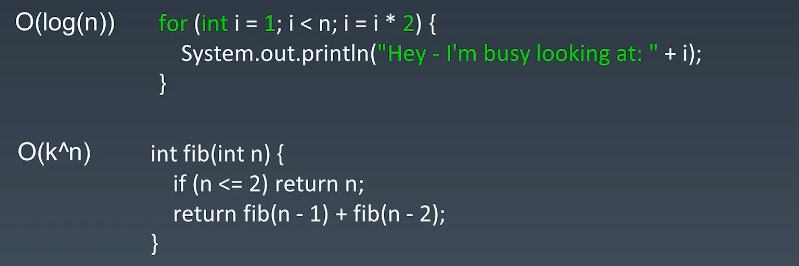 O(log(n)) for (int i = 1; i < n; i = i * 2) {
System.out.println("Hey - I'm busy looking at: " + i);
}
O(k^n) int fib(int n) {
if (n <= 2) return n;
return fib(n - 1) + fib(n - 2);
}